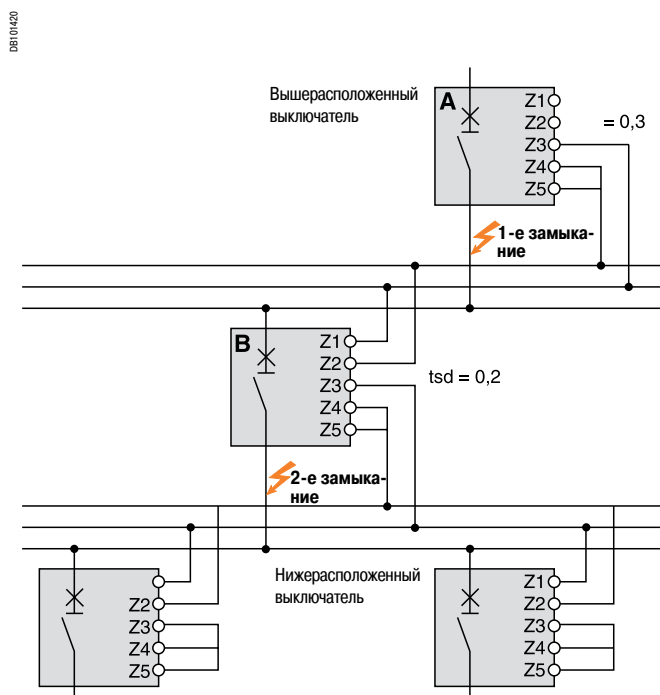 DB101420
Вышерасположенный
выключатель
A
Z1
Z2
= 0,3
Z3
Z4
Z5
1-е замыка-
ние
B
Z1
Z2
Z3
tsd = 0,2
Z4
Z5
2-е замыка-
ние
Нижерасположенный
выключатель
Z2
Z3
Z4
Z5
Z1
Z2
Z3
Z4
Z5